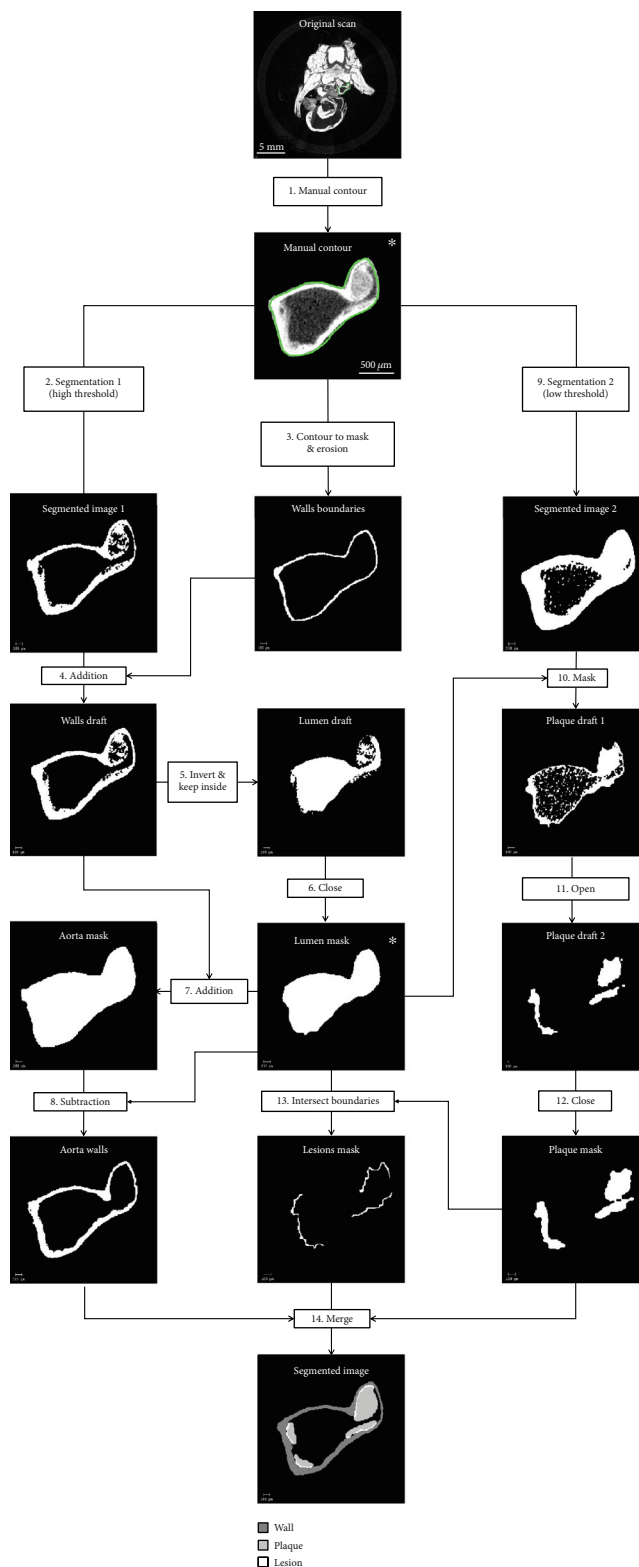 Original scan
5 mm
1. Manual contour
Manual contour
*
500 μm
2. Segmentation 1
(high threshold)
9. Segmentation 2
(low threshold)
3. Contour to mask
& erosion
Segmented image 1
Walls boundaries
Segmented image 2
4. Addition
10. Mask
Walls draft
Lumen draft
Plaque draft 1
5. Invert &
keep inside
6. Close
11. Open
Aorta mask
Lumen mask
*
Plaque draft 2
7. Addition
8. Subtraction
13. Intersect boundaries
12. Close
Aorta walls
Lesions mask
Plaque mask
14. Merge
Segmented image
Wall
Plaque
Lesion